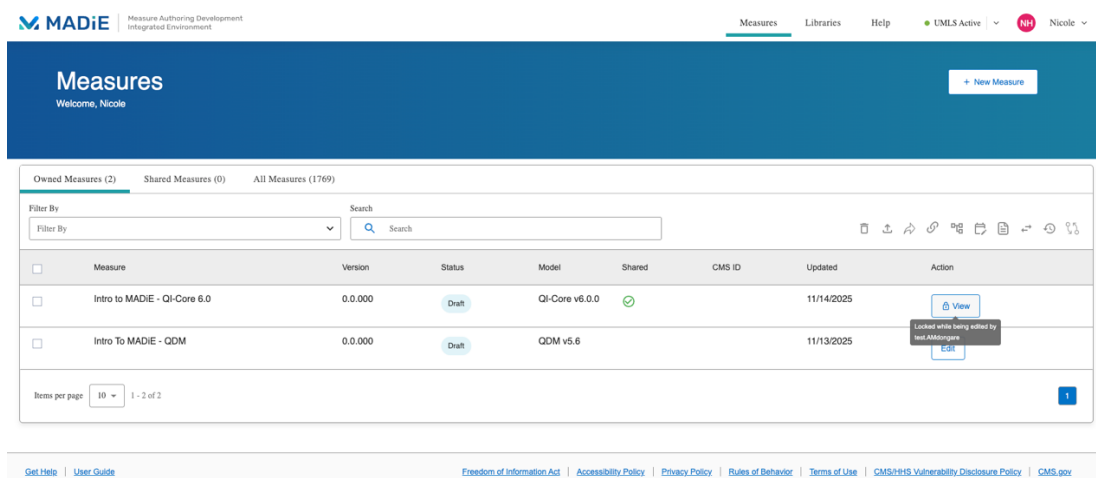 MADiE
Measure Authoring Development
Integrated Environment
Measures Libraries Help UMLS Active NH Nicole
Measures
Welcome, Nicole
+ New Measure
Owned Measures (2) Shared Measures (0) All Measures (1769)
Filter By Search
Filter By Search
Measure Version Status Model Shared CMS ID Updated Action
Intro to MADiE - QI-Core 6.0 0.0.000 Draft QI-Core v6.0.0 11/14/2025 View
Locked while being edited by
test.AMdongare
Intro To MADiE - QDM 0.0.000 Draft QDM v5.6 11/13/2025 Edit
Items per page 10 1 - 2 of 2 1
Get Help | User Guide Freedom of Information Act | Accessibility Policy | Privacy Policy | Rules of Behavior | Terms of Use | CMS/HHS Vulnerability Disclosure Policy | CMS.gov